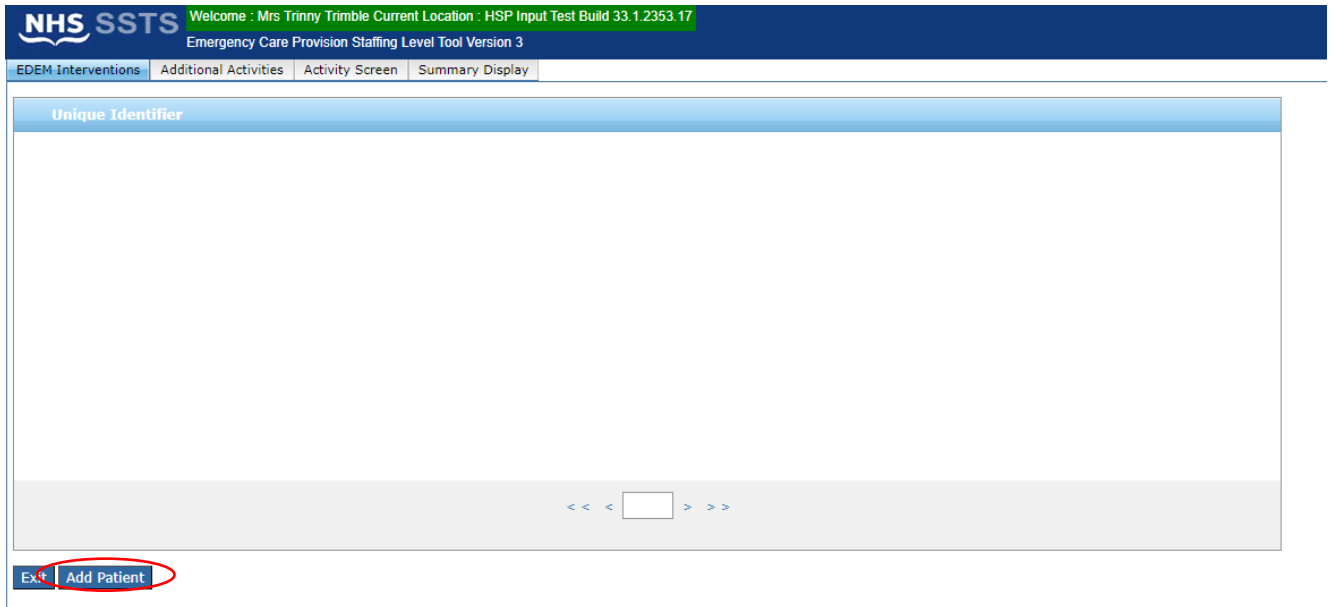 NHS SSTS
Welcome : Mrs Trinny Trimble Current Location : HSP Input Test Build 33.1.2353.17
Emergency Care Provision Staffing Level Tool Version 3
EDEM Interventions Additional Activities Activity Screen Summary Display
Unique Identifier
< < < > > >
Exit Add Patient